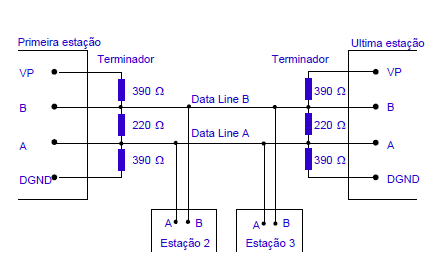 Primeira estação
Ultima estação
Terminador
Terminador
VP
VP
390 Ω
390 Ω
B
Data Line B
B
220 Ω
220 Ω
A
Data Line A
A
390 Ω
390 Ω
DGND
DGND
A B
A B
Estação 2
Estação 3